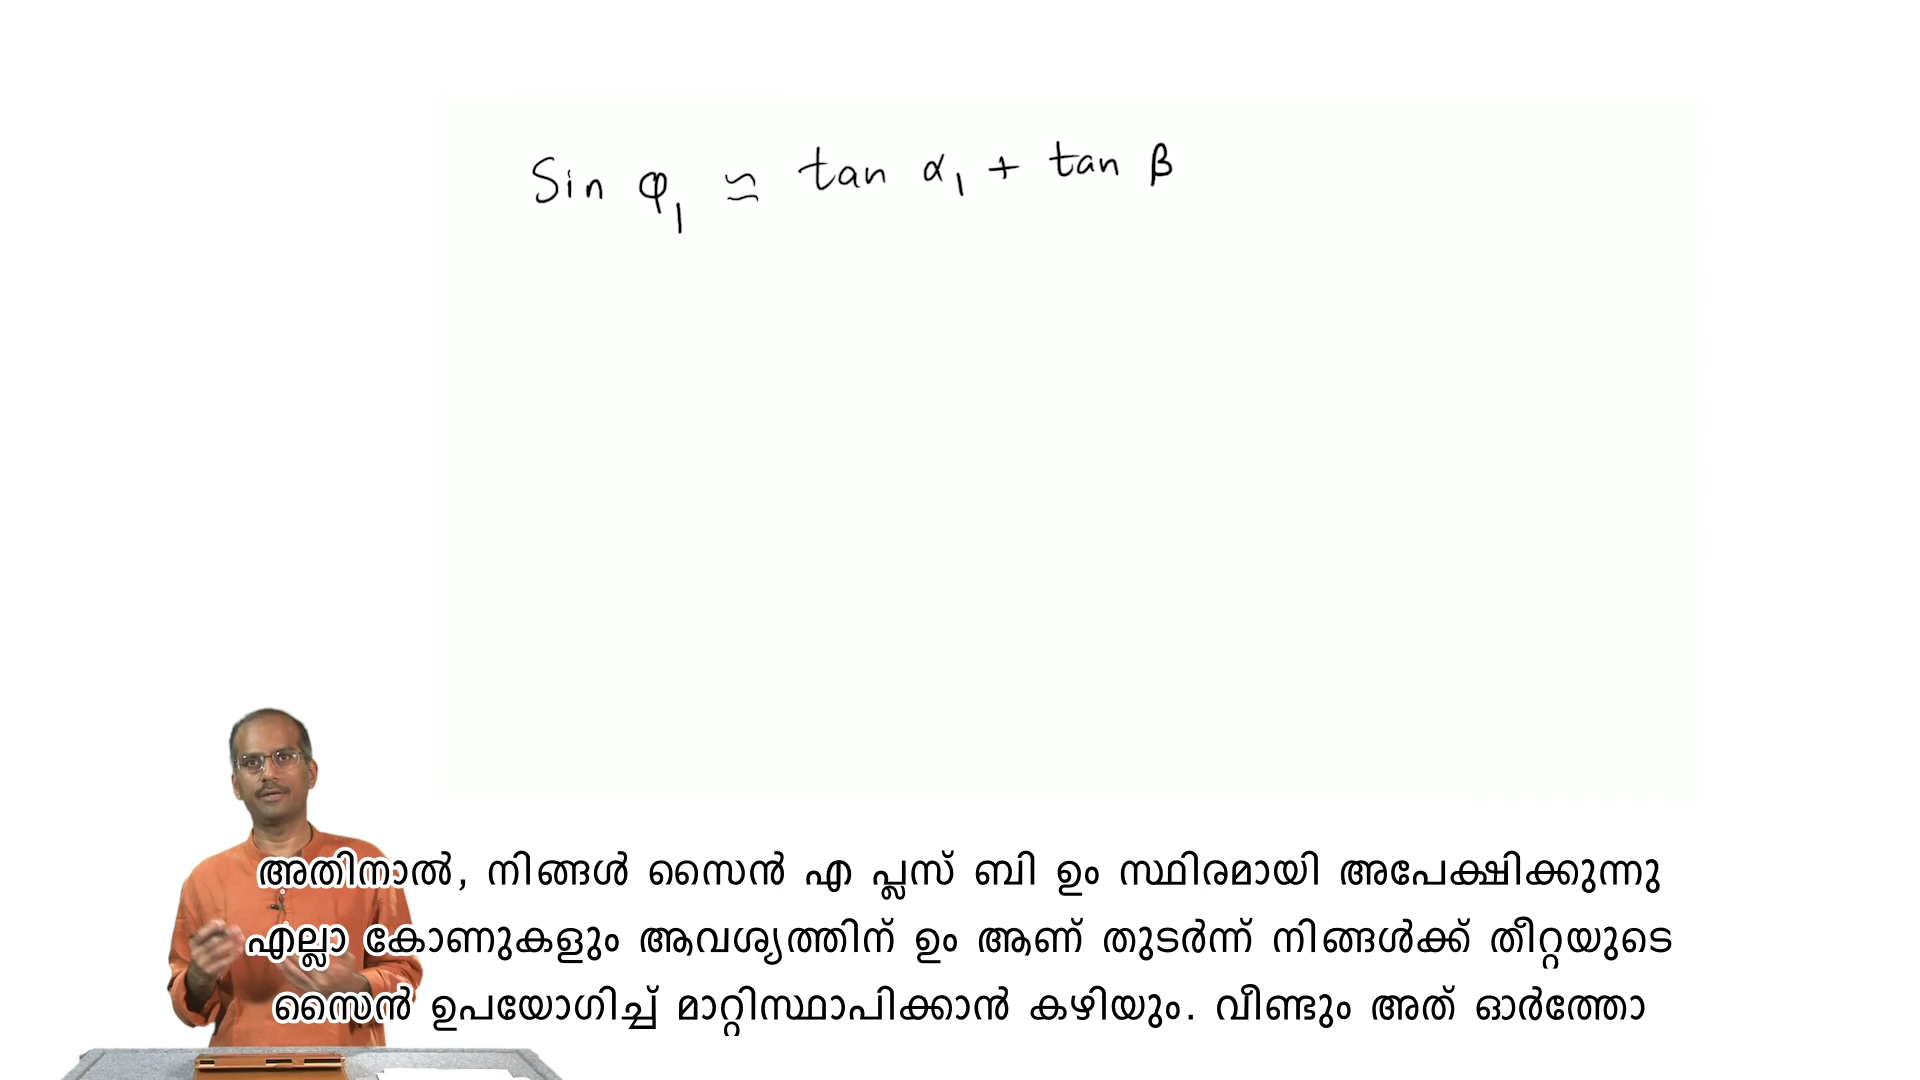 Sin φ₁ ≃ tan α₁ + tan β
അതിനാൽ, നിങ്ങൾ സൈൻ എ പ്ലസ് ബി ഉം സ്ഥിരമായി അപേക്ഷിക്കുന്നു
എല്ലാ കോണുകളും ആവശ്യത്തിന് ഉം ആണ് തുടർന്ന് നിങ്ങൾക്ക് തീറ്റയുടെ
സൈൻ ഉപയോഗിച്ച് മാറ്റിസ്ഥാപിക്കാൻ കഴിയും. വീണ്ടും അത് ഓർത്തോ